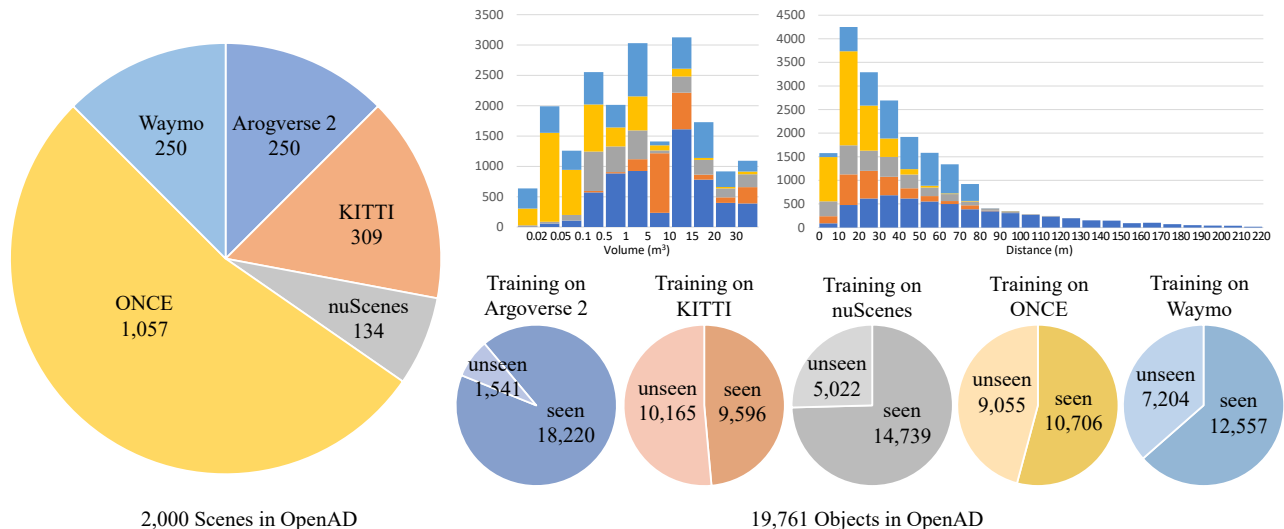 Waymo
250
Arogverse 2
250
KITTI
309
nuScenes
134
ONCE
1,057
2,000 Scenes in OpenAD
3500
3000
2500
2000
1500
1000
500
0
0.02 0.05 0.1 0.5 1 5 10 15 20 30
Volume (m³)
4500
4000
3500
3000
2500
2000
1500
1000
500
0
0 10 20 30 40 50 60 70 80 90 100 110 120 130 140 150 160 170 180 190 200 210 220
Distance (m)
Training on
Argoverse 2
unseen
1,541
seen
18,220
Training on
KITTI
unseen
10,165
seen
9,596
Training on
nuScenes
unseen
5,022
seen
14,739
Training on
ONCE
unseen
9,055
seen
10,706
Training on
Waymo
unseen
7,204
seen
12,557
19,761 Objects in OpenAD